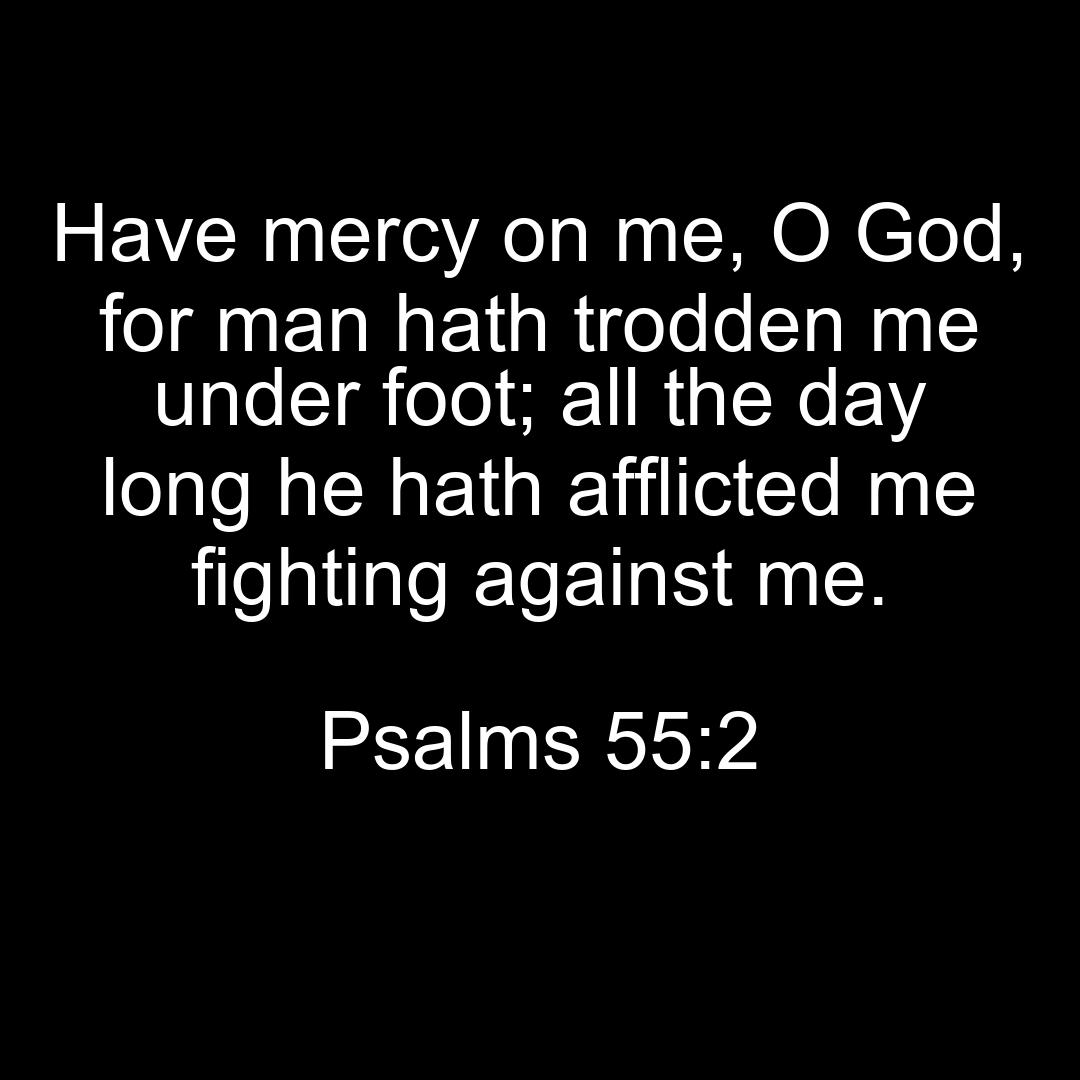 Have mercy on me, O God,
for man hath trodden me
under foot; all the day
long he hath afflicted me
fighting against me.
Psalms 55:2